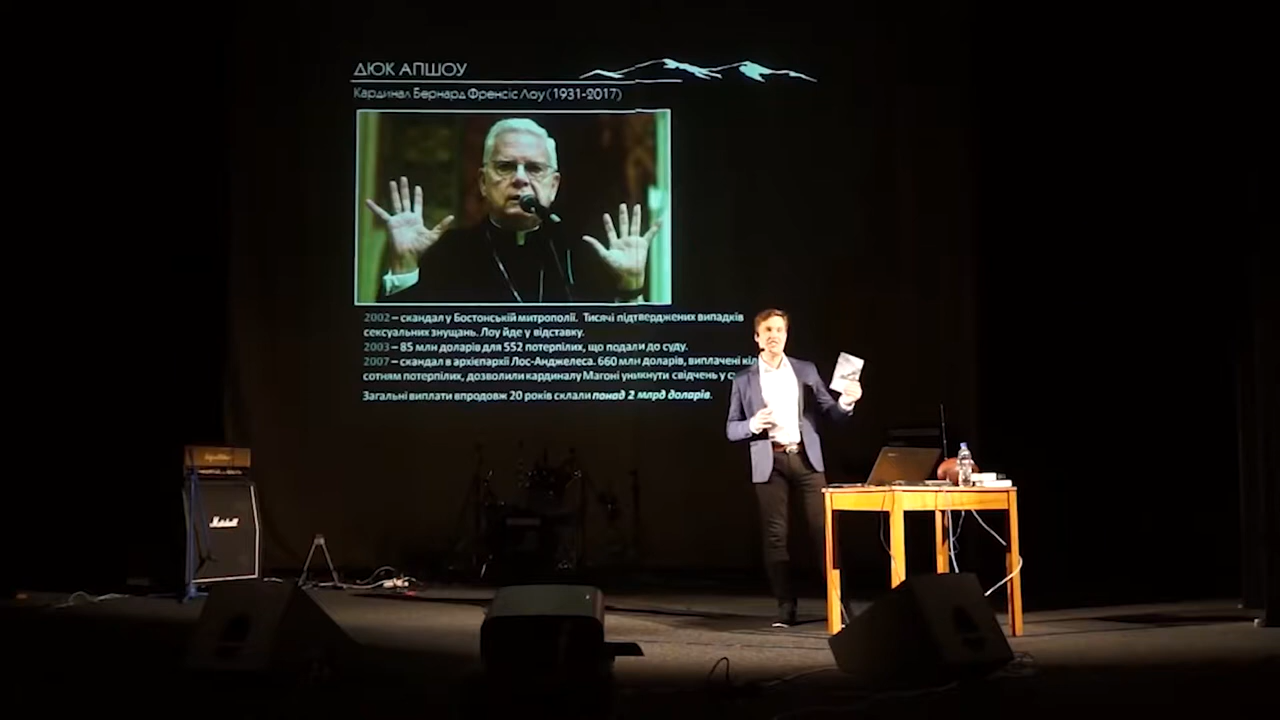 ДЮК АПШОУ
Кардинал Бернард Френсіс Лоу (1931-2017)
2002 – скандал у Бостонській митрополії. Тисячі підтверджених випадків
сексуальних знущань. Лоу йде у відставку.
2003 – 85 млн доларів для 552 потерпілих, що подали до суду.
2007 – скандал в архієпархії Лос-Анджелеса. 660 млн доларів, виплачені
сотням потерпілих, дозволили кардиналу Магоні уникнути свідчень у
Загальні виплати впродовж 20 років склали понад 2 млрд доларів.
Marshall